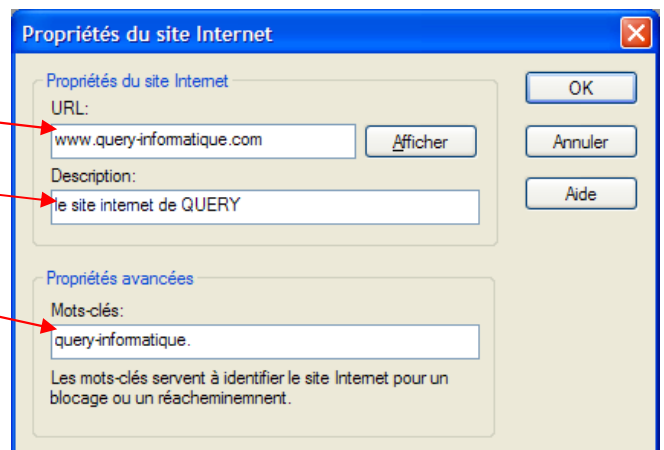 Propriétés du site Internet
Propriétés du site Internet
URL:
www.query-informatique.com
Afficher
Description:
le site internet de QUERY
Propriétés avancées
Mots-clés:
query-informatique.
Les mots-clés servent à identifier le site Internet pour un
blocage ou un réacheminemnent.
OK
Annuler
Aide